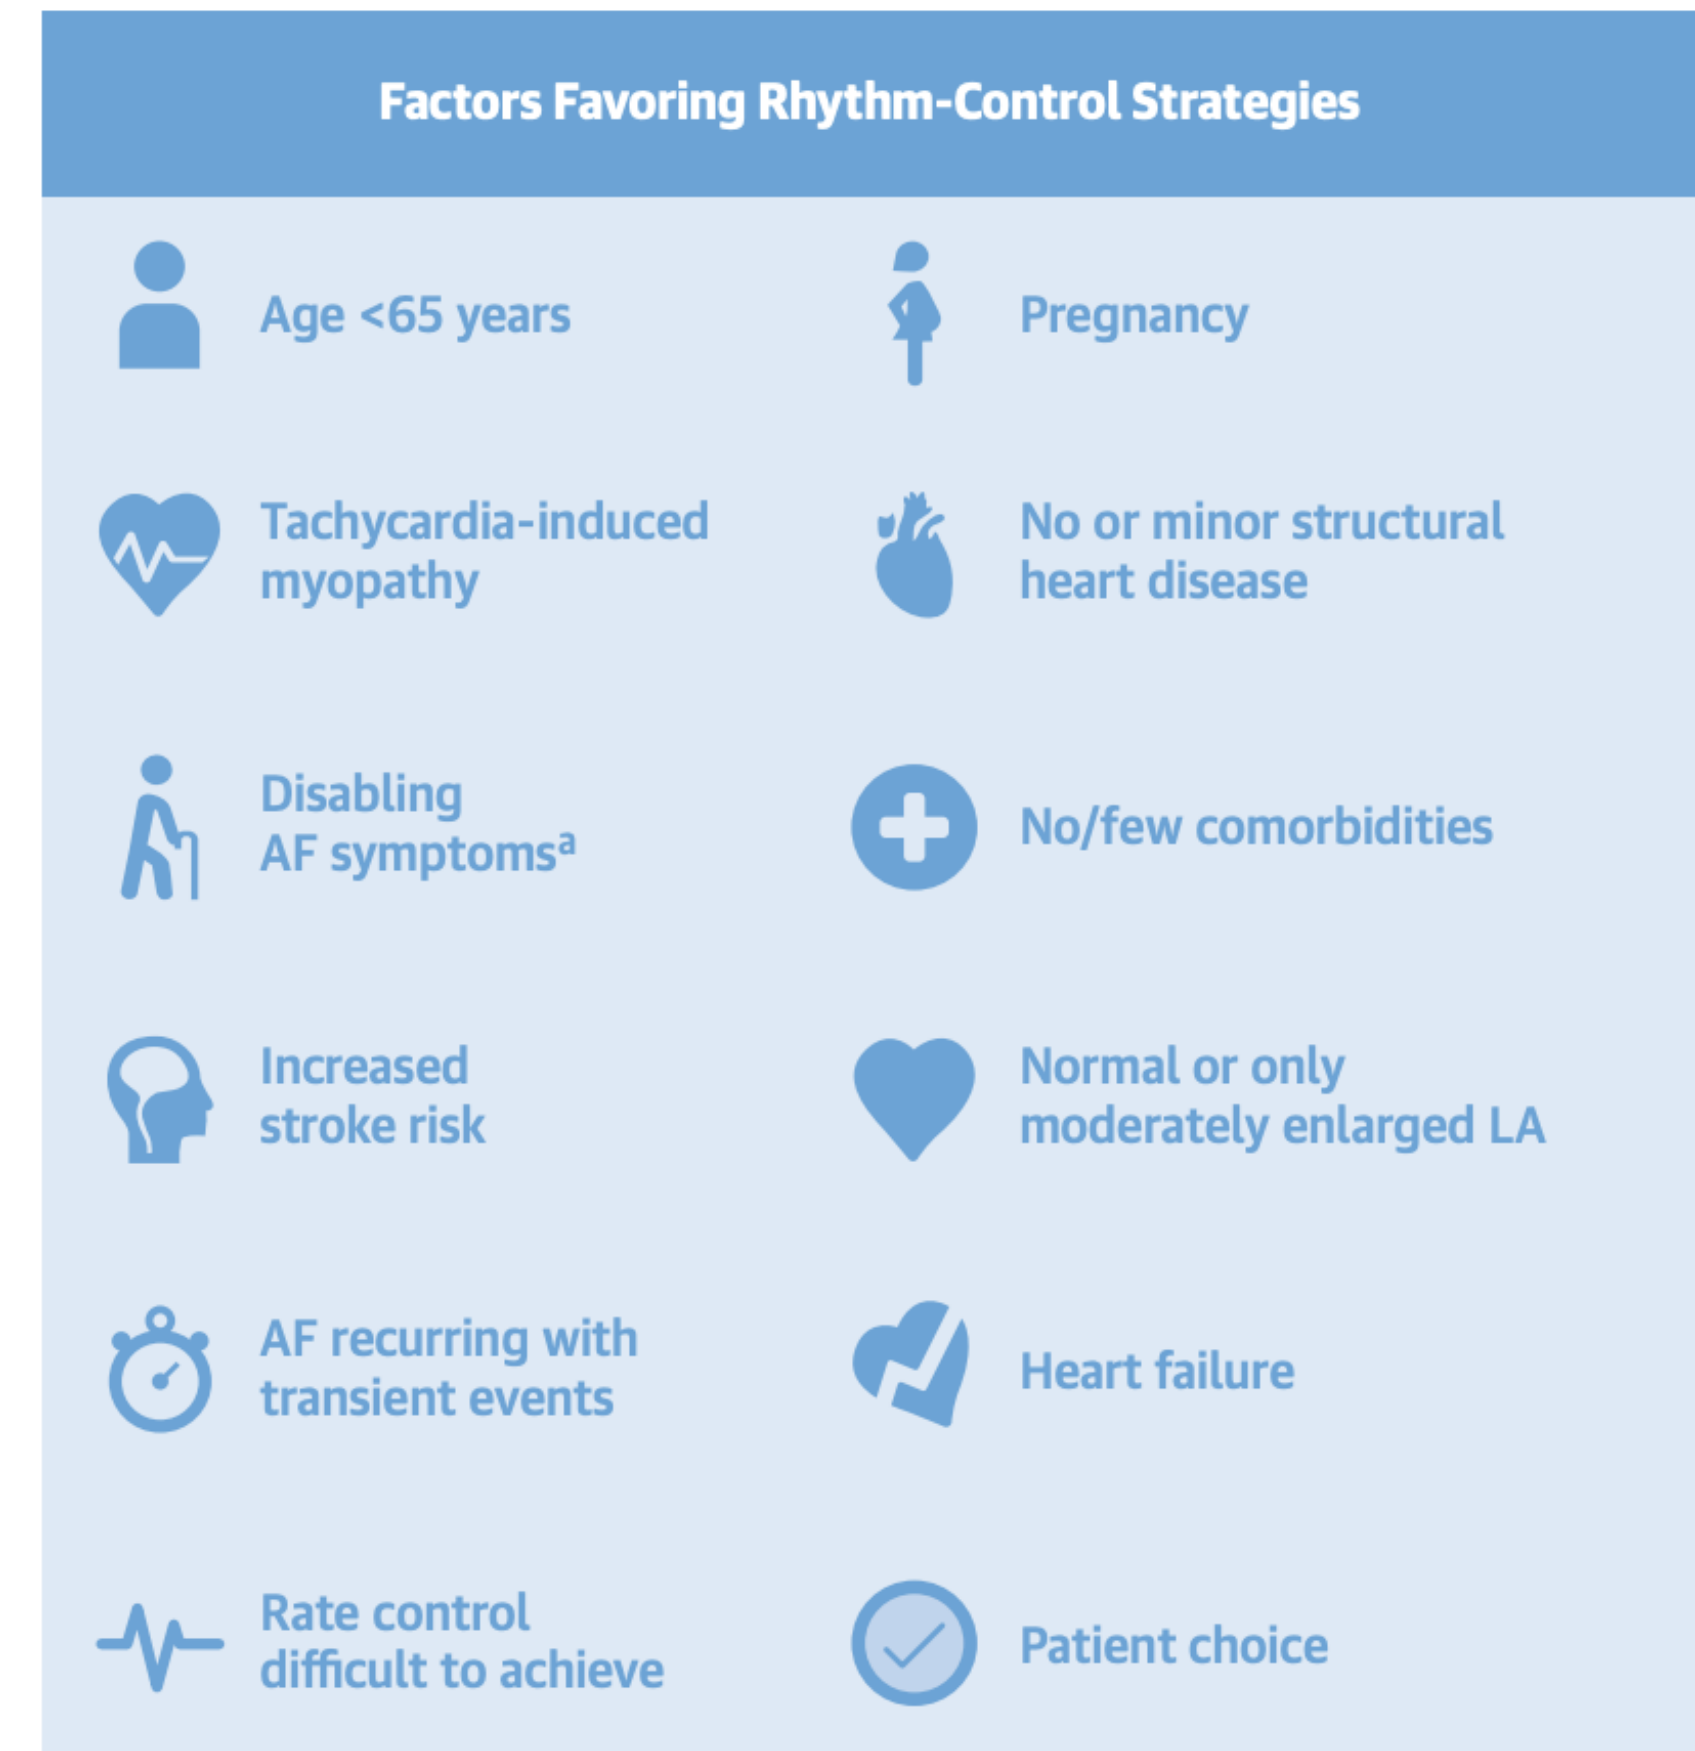 Factors Favoring Rhythm-Control Strategies
Age <65 years
Pregnancy
Tachycardia-induced
myopathy
No or minor structural
heart disease
Disabling
AF symptomsᵃ
No/few comorbidities
Increased
stroke risk
Normal or only
moderately enlarged LA
AF recurring with
transient events
Heart failure
Rate control
difficult to achieve
Patient choice